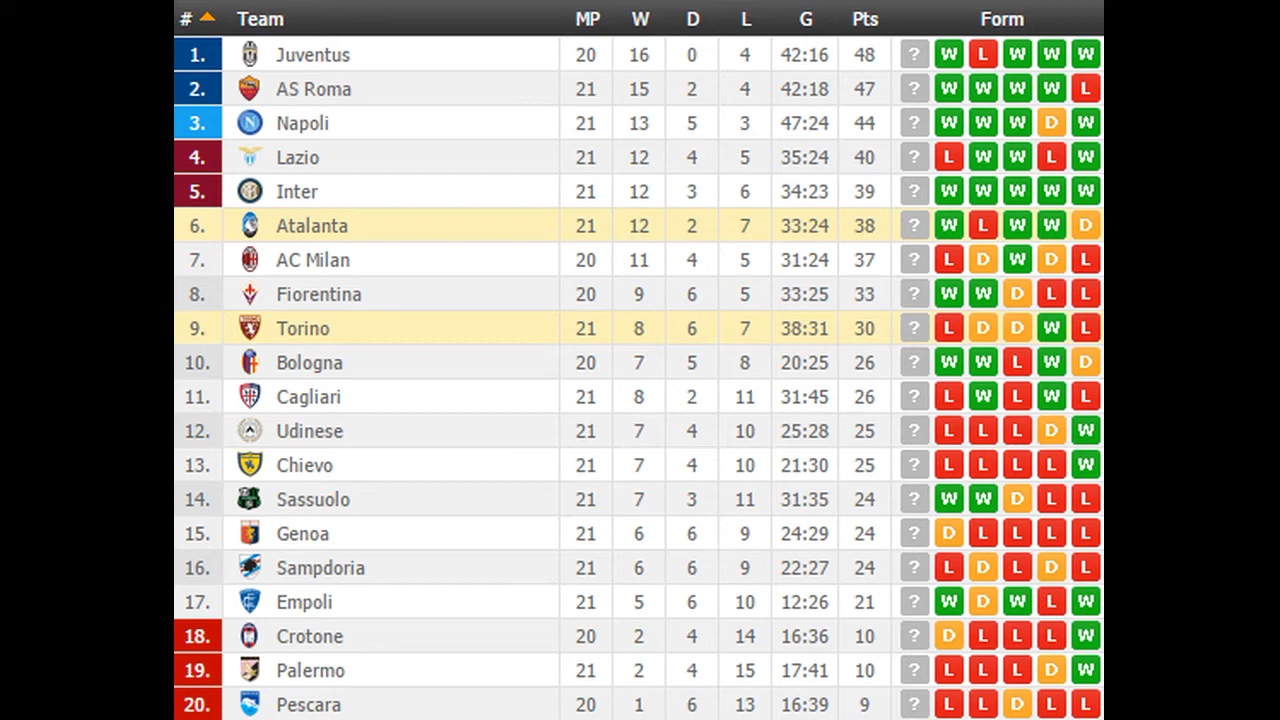 # Team MP W D L G Pts Form
1. Juventus 20 16 0 4 42:16 48 ? W L W W W
2. AS Roma 21 15 2 4 42:18 47 ? W W W W L
3. Napoli 21 13 5 3 47:24 44 ? W W W D W
4. Lazio 21 12 4 5 35:24 40 ? L W W L W
5. Inter 21 12 3 6 34:23 39 ? W W W W W
6. Atalanta 21 12 2 7 33:24 38 ? W L W W D
7. AC Milan 20 11 4 5 31:24 37 ? L D W D L
8. Fiorentina 20 9 6 5 33:25 33 ? W W D L L
9. Torino 21 8 6 7 38:31 30 ? L D D W L
10. Bologna 20 7 5 8 20:25 26 ? W W L W D
11. Cagliari 21 8 2 11 31:45 26 ? L W L W L
12. Udinese 21 7 4 10 25:28 25 ? L L L D W
13. Chievo 21 7 4 10 21:30 25 ? L L L L W
14. Sassuolo 21 7 3 11 31:35 24 ? W W D L L
15. Genoa 21 6 6 9 24:29 24 ? D L L L L
16. Sampdoria 21 6 6 9 22:27 24 ? L D L D L
17. Empoli 21 5 6 10 12:26 21 ? W D W L W
18. Crotone 20 2 4 14 16:36 10 ? D L L L W
19. Palermo 21 2 4 15 17:41 10 ? L L L D W
20. Pescara 20 1 6 13 16:39 9 ? L L D L L